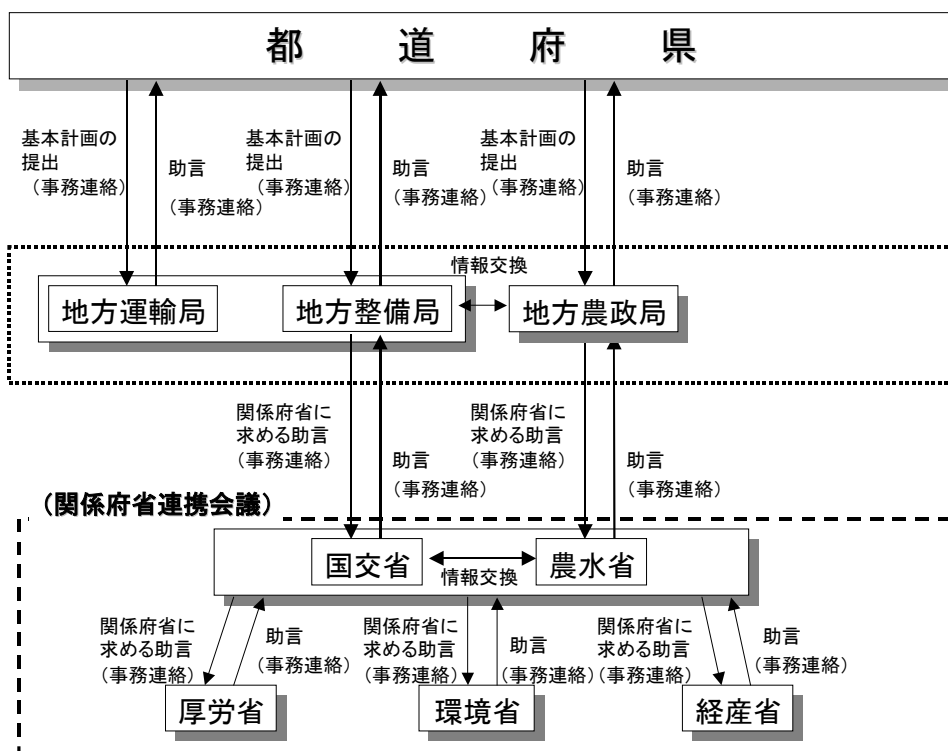 都道府県
基本計画の
提出
(事務連絡)
助言
(事務連絡)
基本計画の
提出
(事務連絡)
助言
(事務連絡)
基本計画の
提出
(事務連絡)
助言
(事務連絡)
情報交換
地方運輸局
地方整備局
地方農政局
関係府省に
求める助言
(事務連絡)
助言
(事務連絡)
関係府省に
求める助言
(事務連絡)
助言
(事務連絡)
(関係府省連携会議)
国交省
情報交換
農水省
関係府省に
求める助言
(事務連絡)
助言
(事務連絡)
関係府省に
求める助言
(事務連絡)
助言
(事務連絡)
関係府省に
求める助言
(事務連絡)
助言
(事務連絡)
厚労省
環境省
経産省